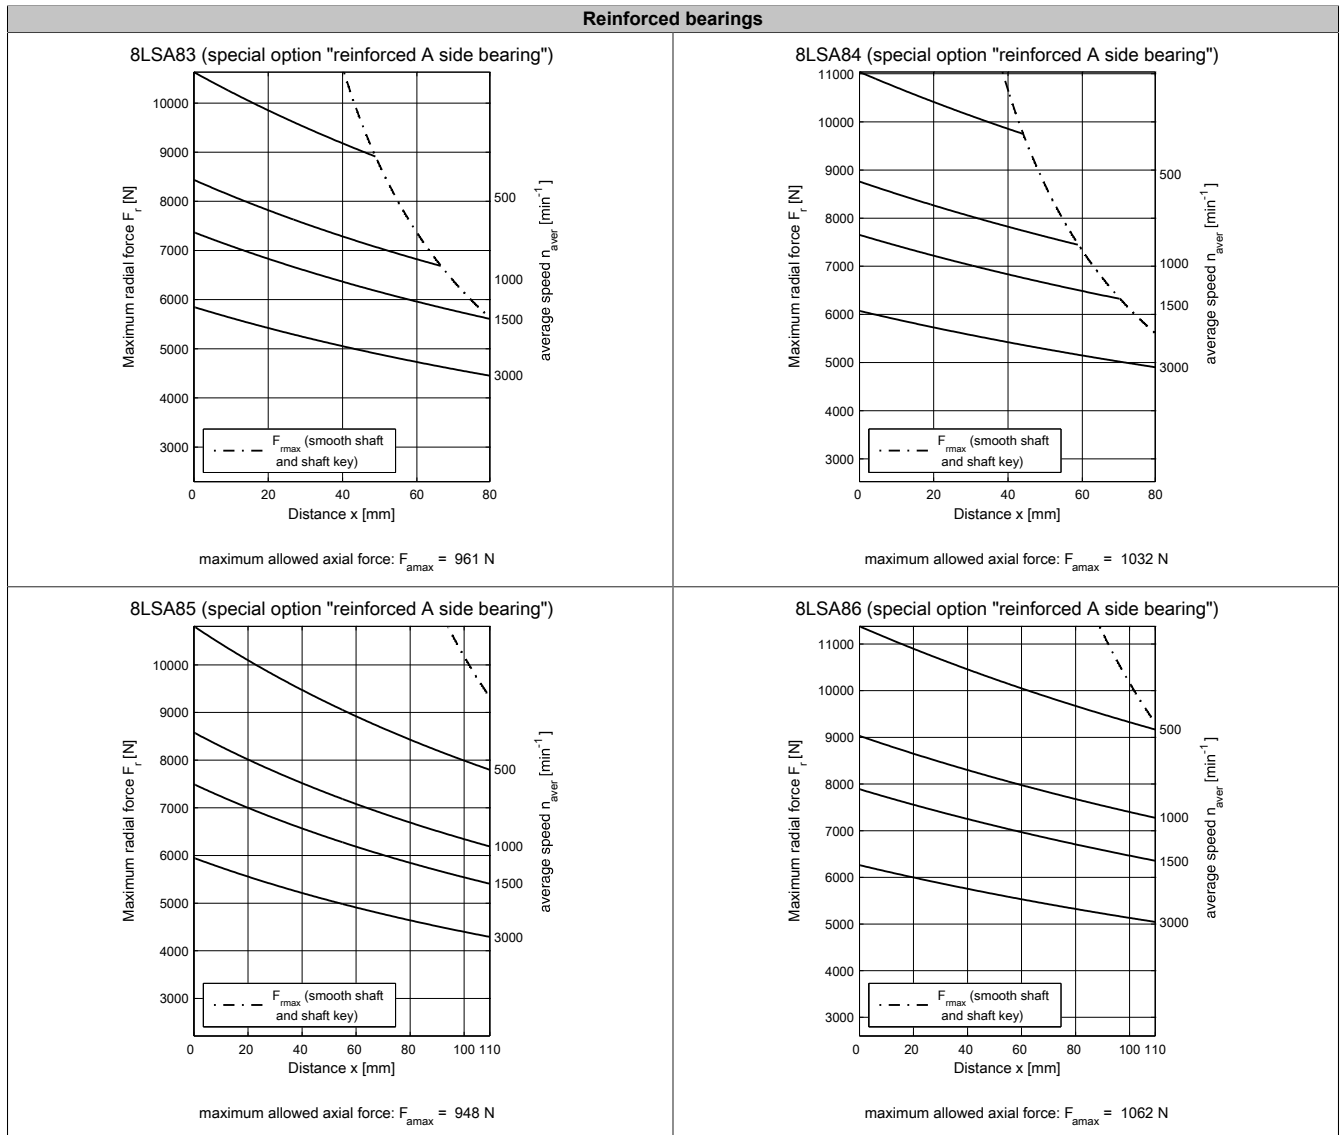 Reinforced bearings
8LSA83 (special option "reinforced A side bearing")
10000
9000
8000
7000
6000
5000
4000
3000
Maximum radial force F_r [N]
500
1000
1500
3000
average speed n_aver [min^-1]
F_rmax (smooth shaft
and shaft key)
0 20 40 60 80
Distance x [mm]
maximum allowed axial force: F_amax = 961 N
8LSA84 (special option "reinforced A side bearing")
11000
10000
9000
8000
7000
6000
5000
4000
3000
Maximum radial force F_r [N]
500
1000
1500
3000
average speed n_aver [min^-1]
F_rmax (smooth shaft
and shaft key)
0 20 40 60 80
Distance x [mm]
maximum allowed axial force: F_amax = 1032 N
8LSA85 (special option "reinforced A side bearing")
10000
9000
8000
7000
6000
5000
4000
3000
Maximum radial force F_r [N]
500
1000
1500
3000
average speed n_aver [min^-1]
F_rmax (smooth shaft
and shaft key)
0 20 40 60 80 100 110
Distance x [mm]
maximum allowed axial force: F_amax = 948 N
8LSA86 (special option "reinforced A side bearing")
11000
10000
9000
8000
7000
6000
5000
4000
3000
Maximum radial force F_r [N]
500
1000
1500
3000
average speed n_aver [min^-1]
F_rmax (smooth shaft
and shaft key)
0 20 40 60 80 100 110
Distance x [mm]
maximum allowed axial force: F_amax = 1062 N